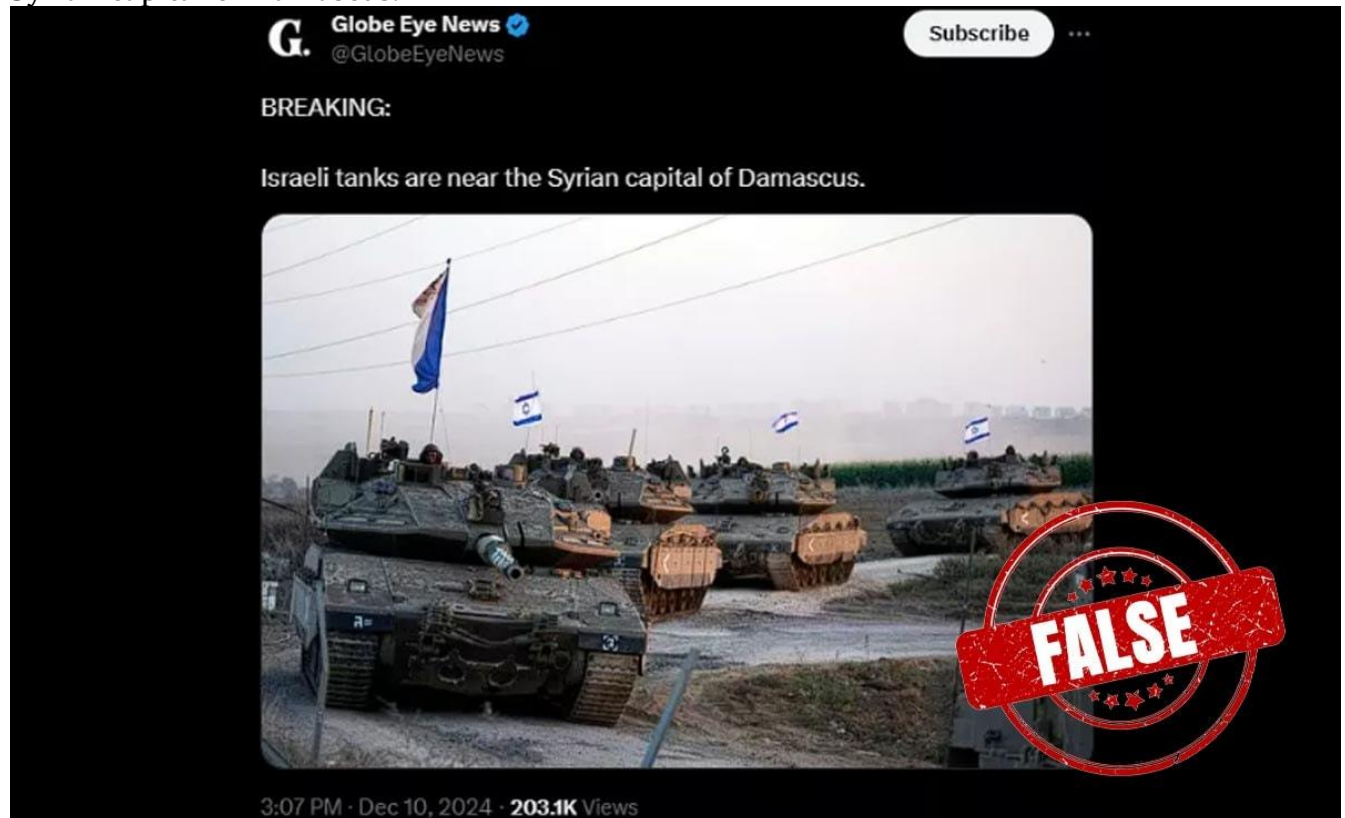 G.
Globe Eye News
@GlobeEyeNews
Subscribe
BREAKING:
Israeli tanks are near the Syrian capital of Damascus.
FALSE
3:07 PM · Dec 10, 2024 · 203.1K Views